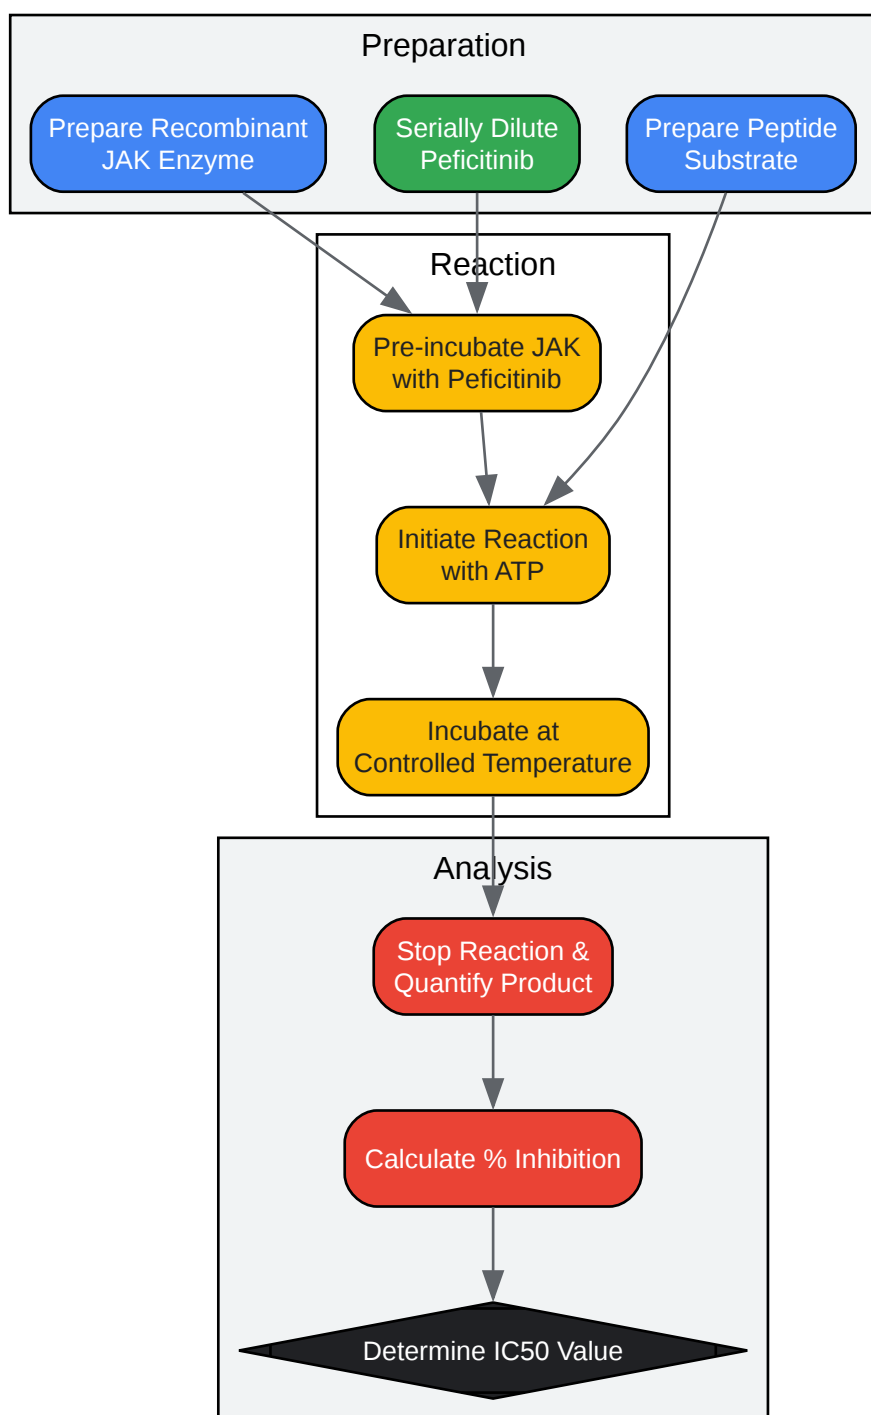 Preparation
Prepare Recombinant
JAK Enzyme
Serially Dilute
Peficitinib
Prepare Peptide
Substrate
Reaction
Pre-incubate JAK
with Peficitinib
Initiate Reaction
with ATP
Incubate at
Controlled Temperature
Analysis
Stop Reaction &
Quantify Product
Calculate % Inhibition
Determine IC50 Value